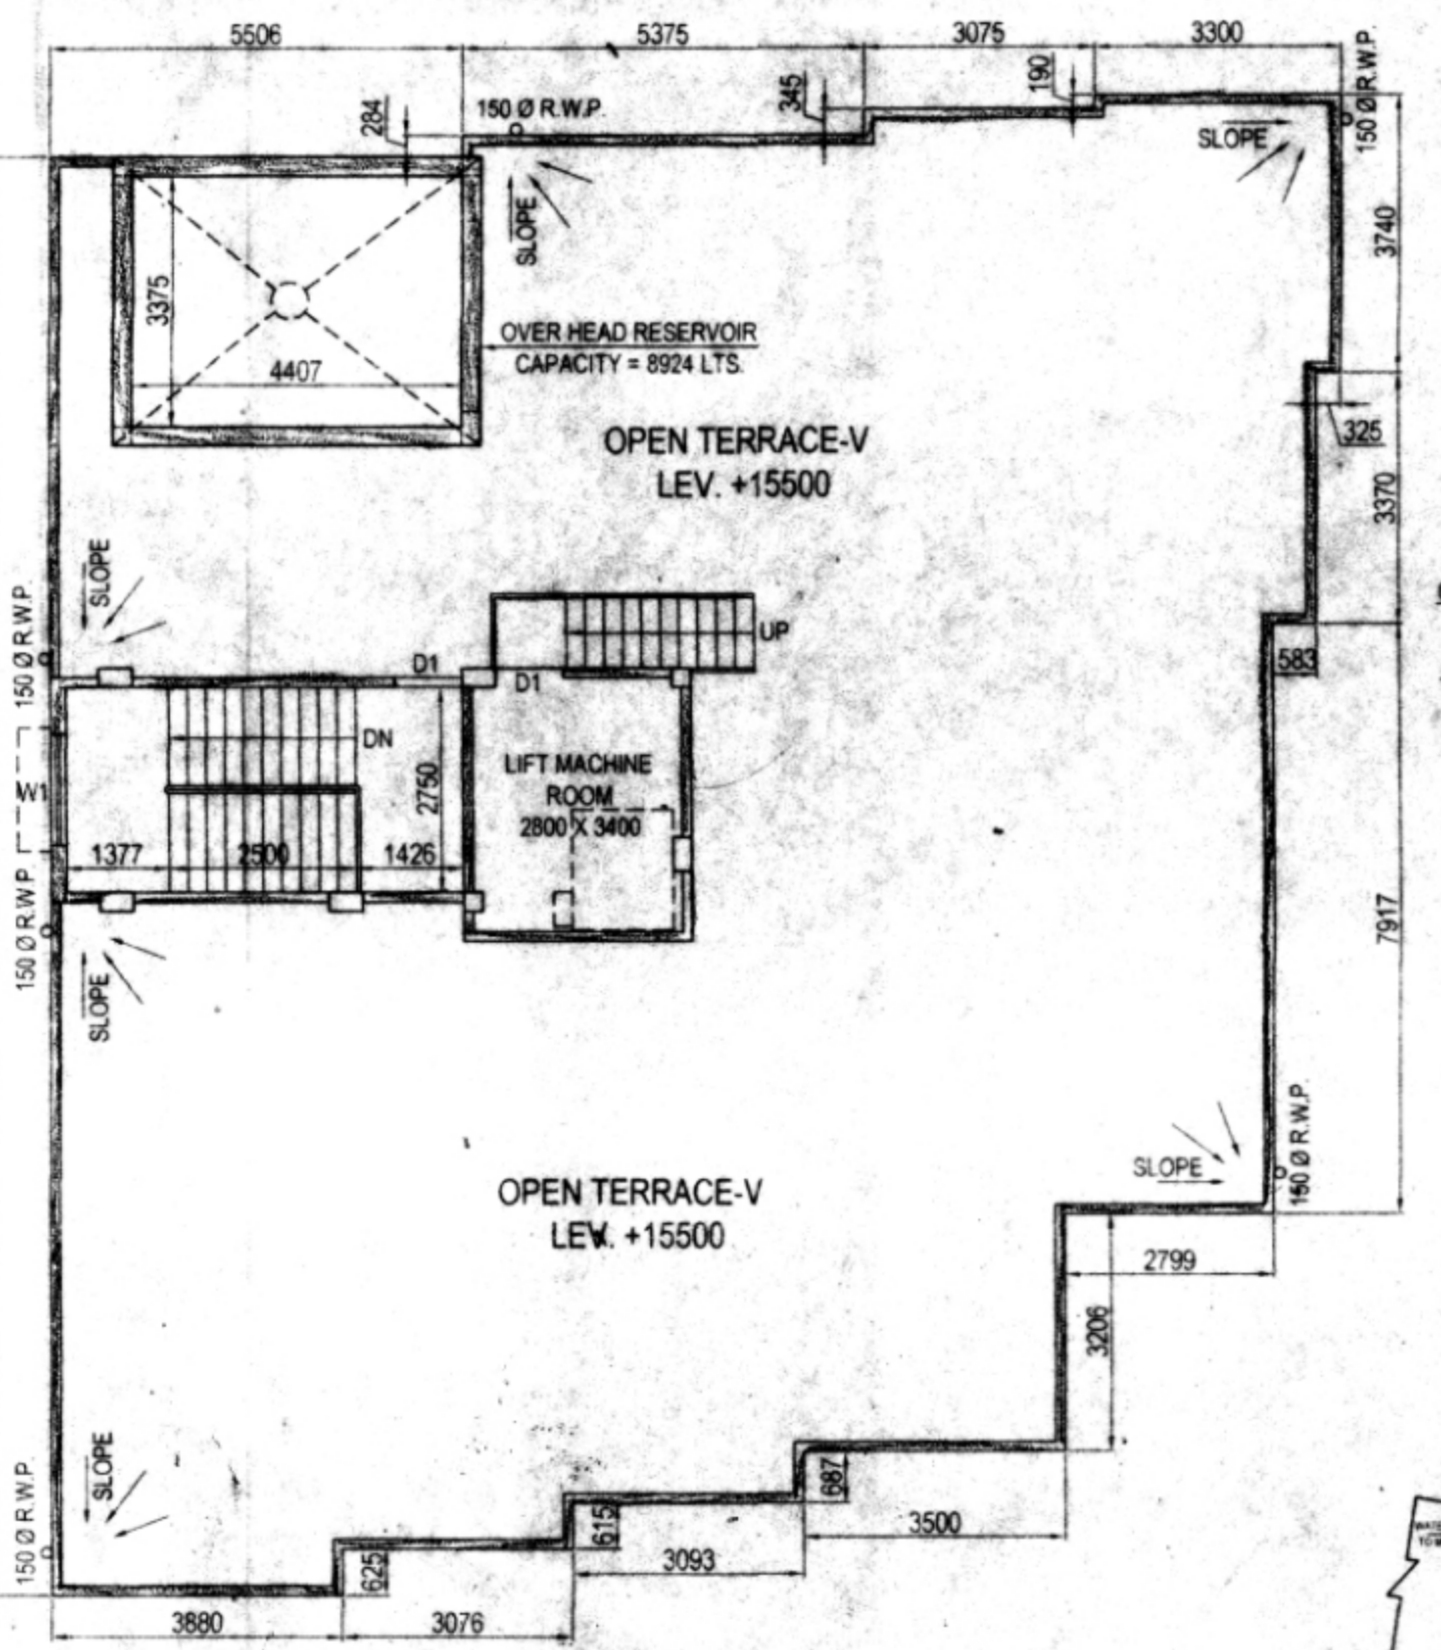 5506
5375
3075
3300
284
150 Ø R.W.P.
345
190
150 Ø R.W.P.
SLOPE
SLOPE
3740
3375
4407
OVER HEAD RESERVOIR
CAPACITY = 8924 LTS.
OPEN TERRACE-V
LEV. +15500
325
3370
SLOPE
150 Ø R.W.P.
UP
D1
D1
583
DN
2750
LIFT MACHINE
ROOM
2800 X 3400
W1
1377
2500
1426
150 Ø R.W.P.
SLOPE
7917
OPEN TERRACE-V
LEV. +15500
SLOPE
150 Ø R.W.P.
2799
3206
SLOPE
150 Ø R.W.P.
687
3500
615
3093
625
3880
3076